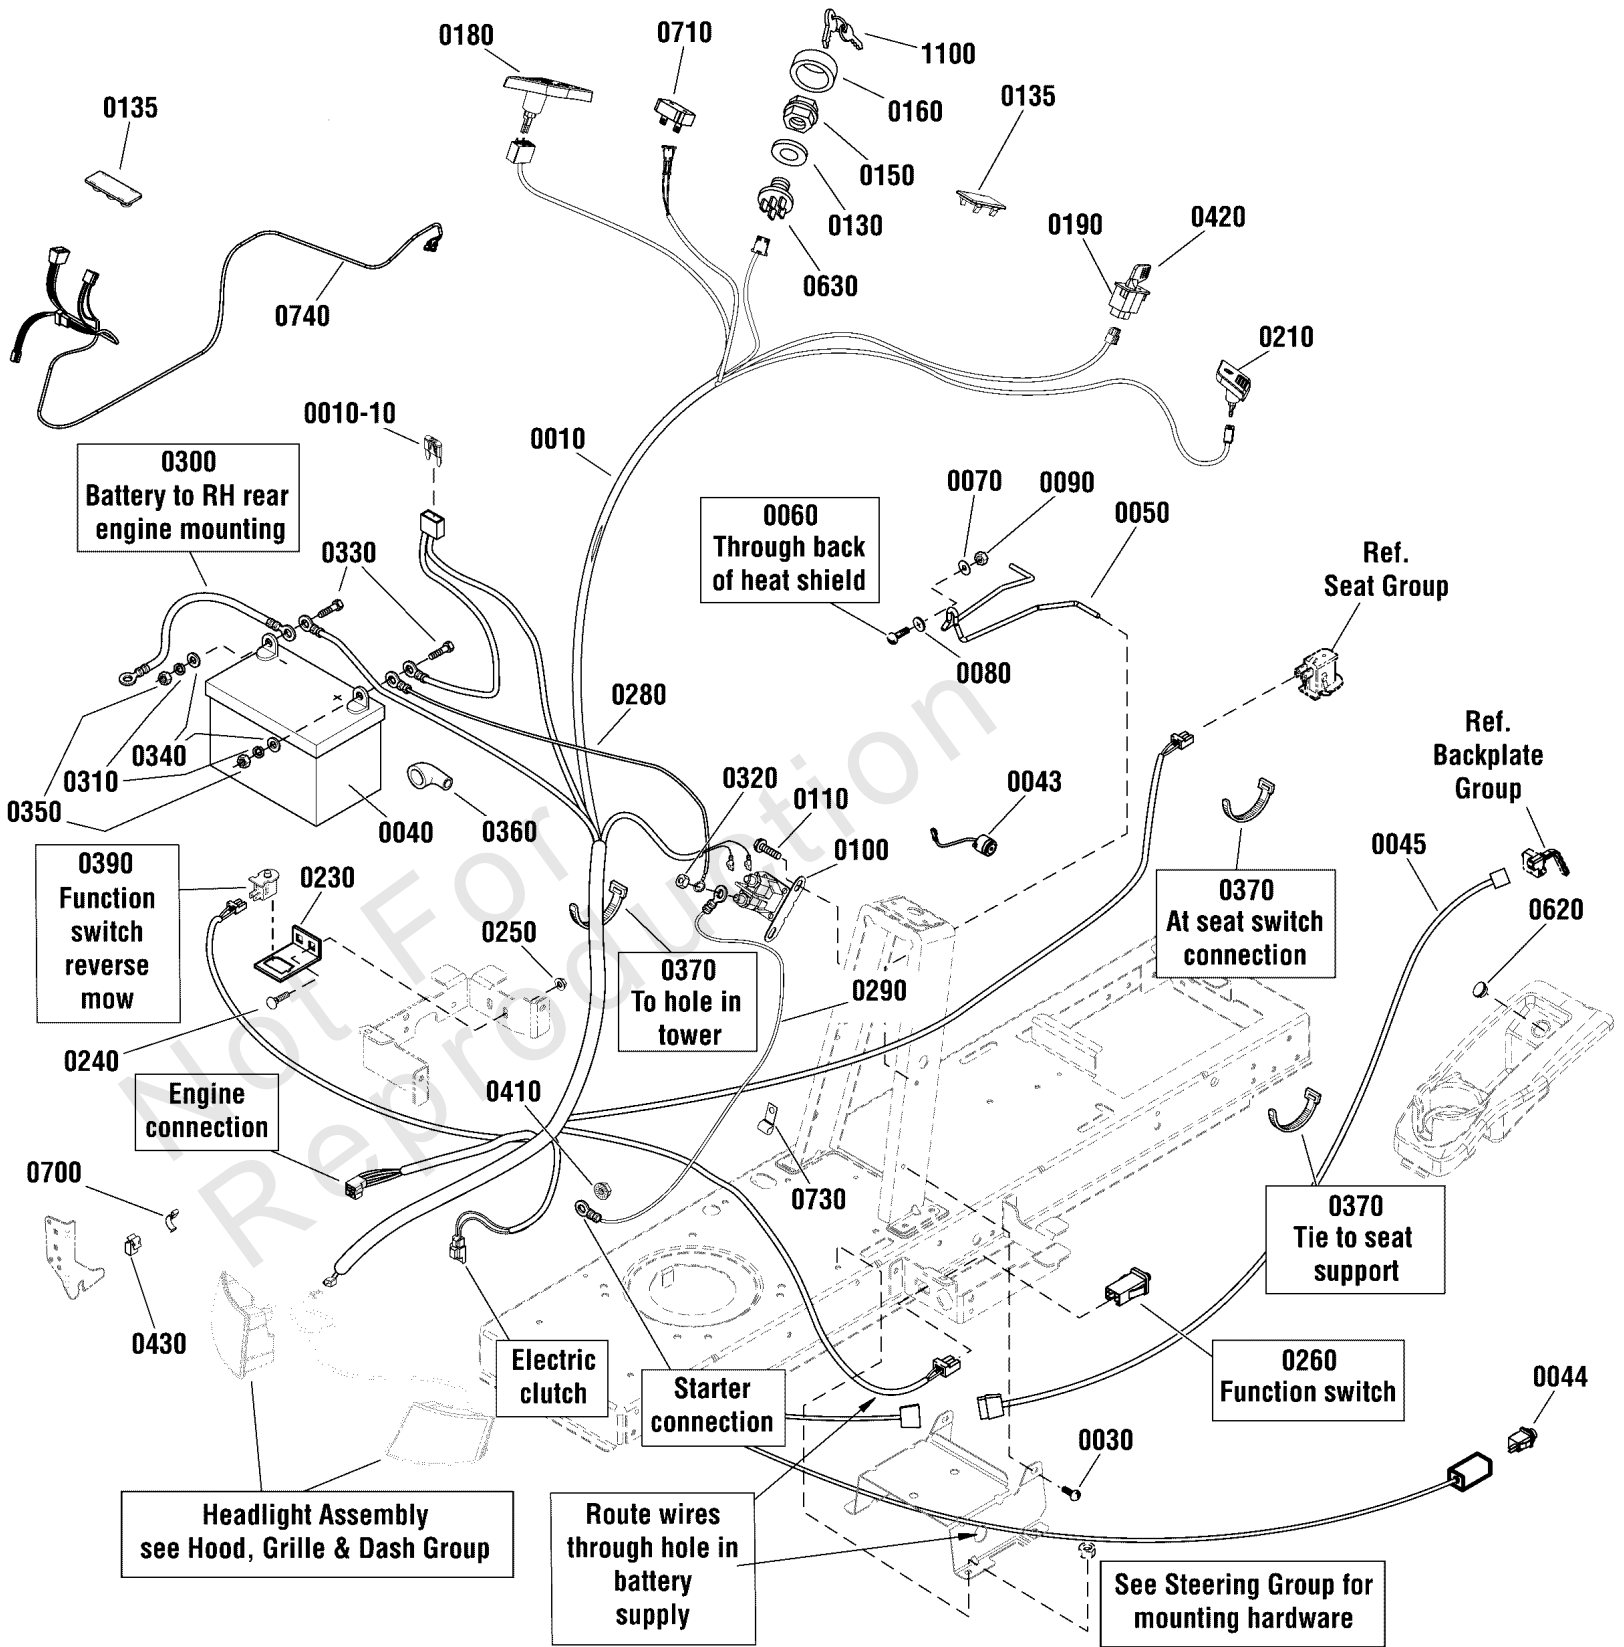 0180
0710
1100
0160
0135
0135
0150
0130
0190
0420
0630
0740
0210
0010-10
0010
0300
Battery to RH rear
engine mounting
0070
0090
0050
0060
Through back
of heat shield
0330
Ref.
Seat Group
0080
0280
Ref.
Backplate
Group
0340
0310
0350
0040
0360
0320
0110
0043
0100
0045
0390
Function
switch
reverse
mow
0230
0370
At seat switch
connection
0620
0250
0370
To hole in
tower
0290
0240
Engine
connection
0410
0700
0730
0370
Tie to seat
support
0430
Electric
clutch
Starter
connection
0260
Function switch
0044
0030
Headlight Assembly
see Hood, Grille & Dash Group
Route wires
through hole in
battery
supply
See Steering Group for
mounting hardware
Not For
Reproduction